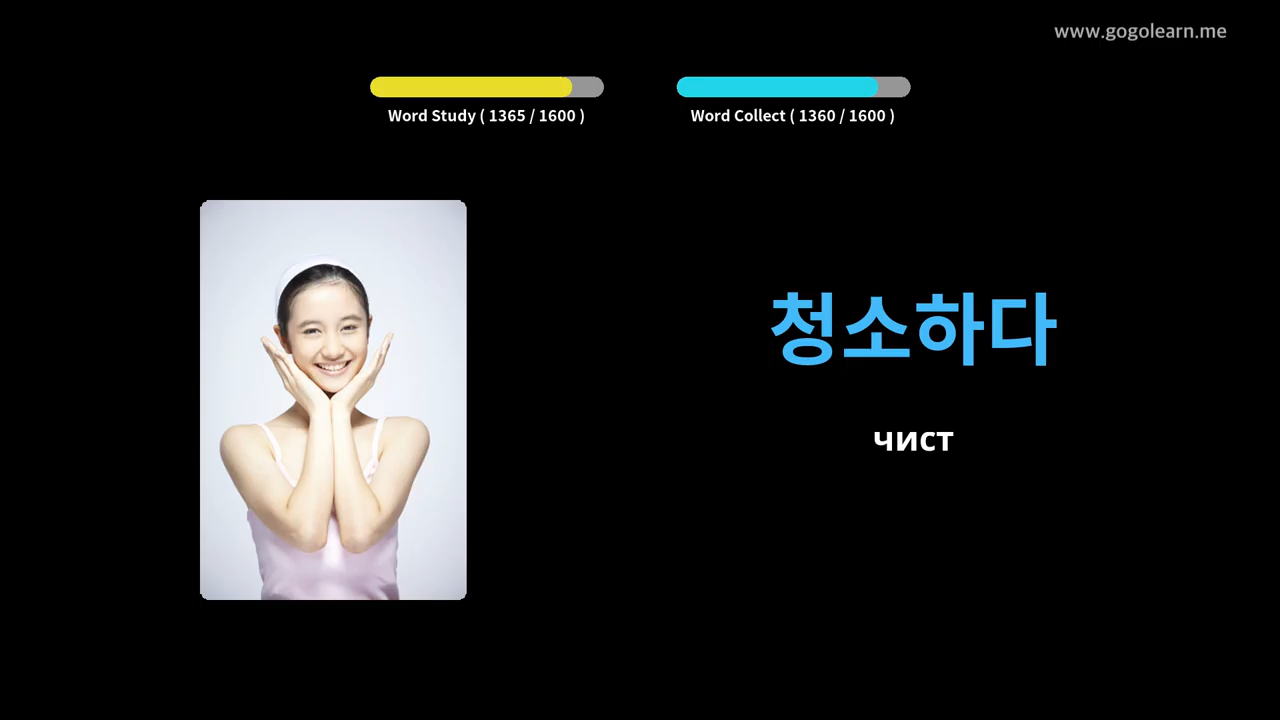 www.gogolearn.me
Word Study ( 1365 / 1600 )
Word Collect ( 1360 / 1600 )
청소하다
чист